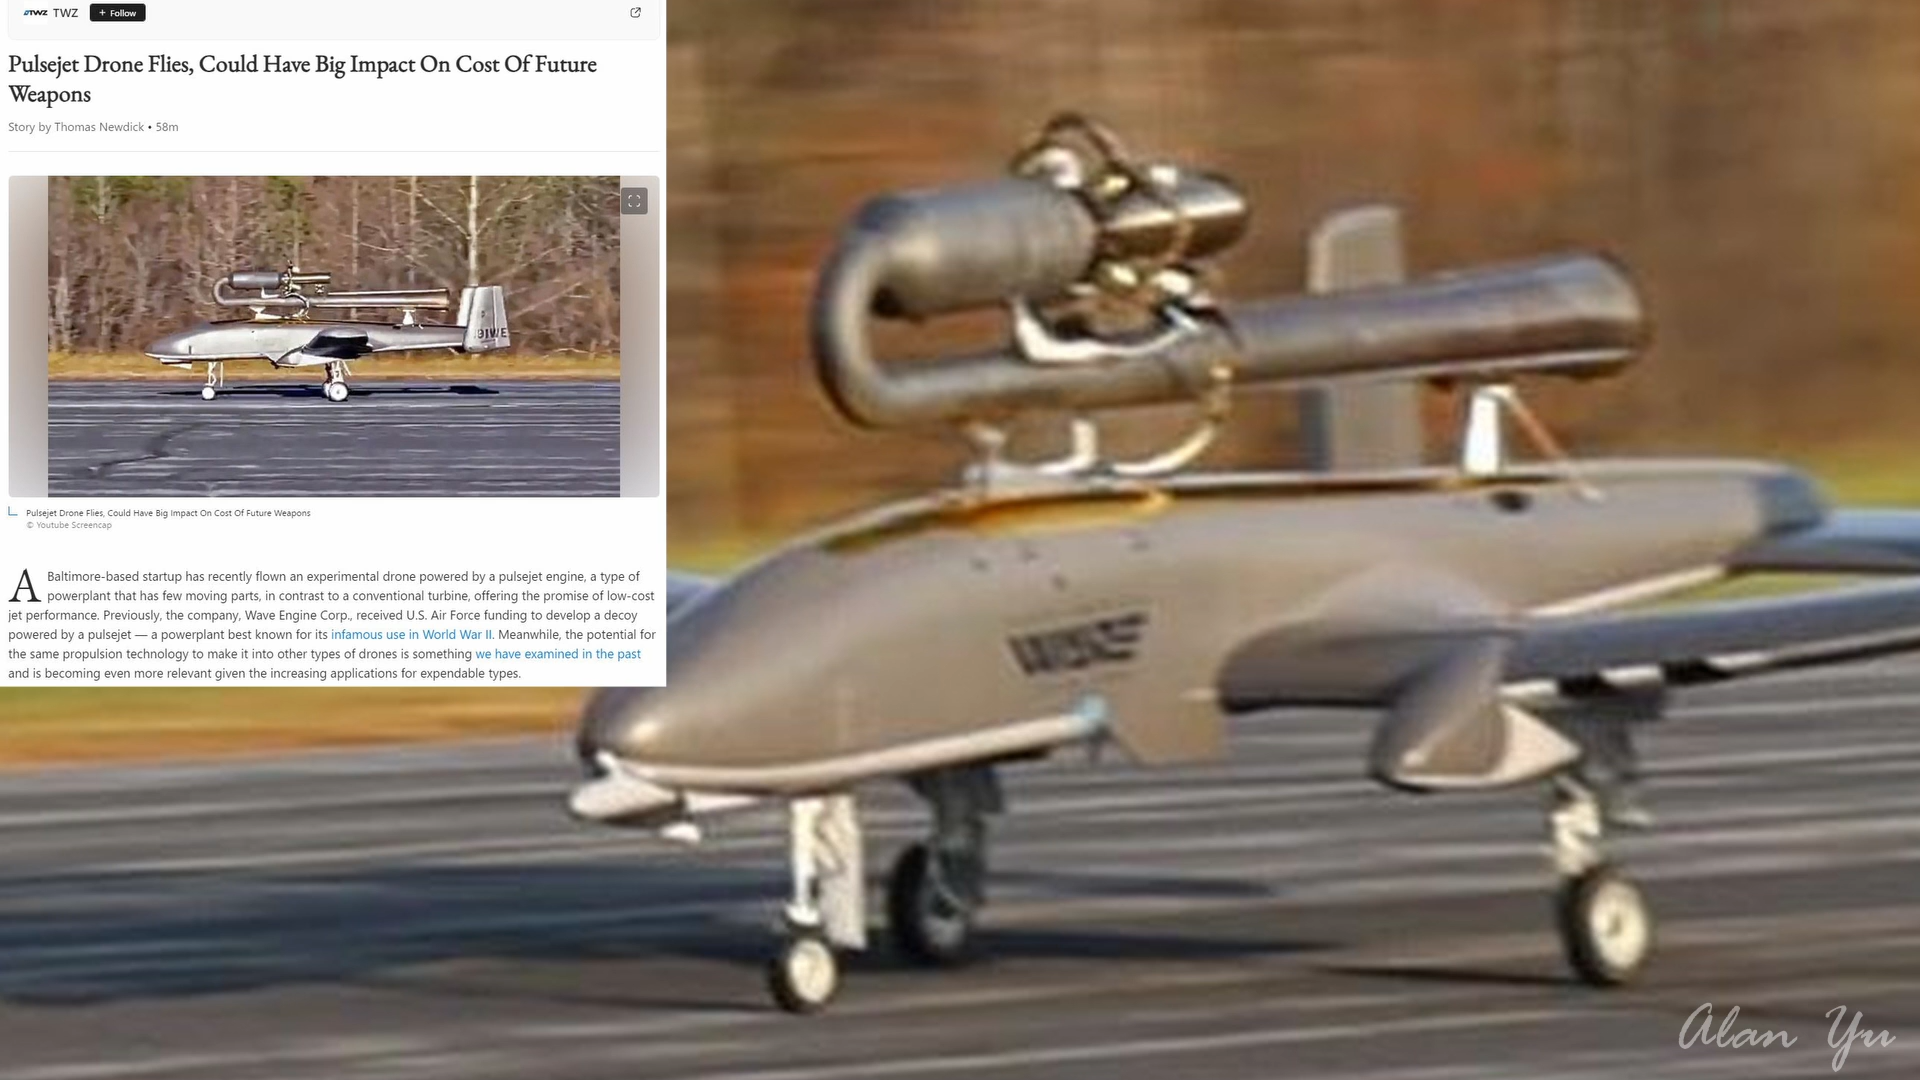 TWZ TWZ + Follow
Pulsejet Drone Flies, Could Have Big Impact On Cost Of Future
Weapons
Story by Thomas Newdick • 58m
Pulsejet Drone Flies, Could Have Big Impact On Cost Of Future Weapons
© Youtube Screencap
A Baltimore-based startup has recently flown an experimental drone powered by a pulsejet engine, a type of
powerplant that has few moving parts, in contrast to a conventional turbine, offering the promise of low-cost
jet performance. Previously, the company, Wave Engine Corp., received U.S. Air Force funding to develop a decoy
powered by a pulsejet — a powerplant best known for its infamous use in World War II. Meanwhile, the potential for
the same propulsion technology to make it into other types of drones is something we have examined in the past
and is becoming even more relevant given the increasing applications for expendable types.
Alan Yu